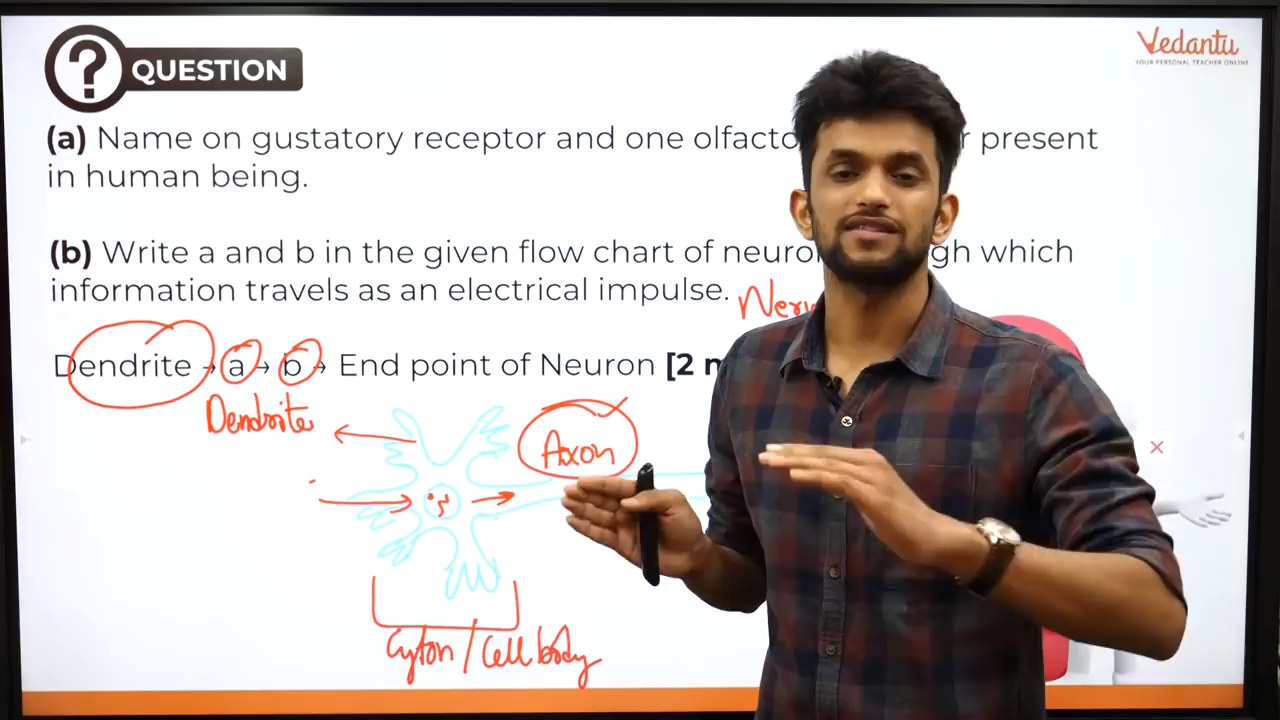 ? QUESTION
Vedantu
YOUR PERSONAL TEACHER ONLINE
(a) Name on gustatory receptor and one olfacto r present
in human being.
(b) Write a and b in the given flow chart of neuro gh which
information travels as an electrical impulse.
Nerv
Dendrite → a → b → End point of Neuron [2 m
Dendrite
Axon
Cyton / Cell body